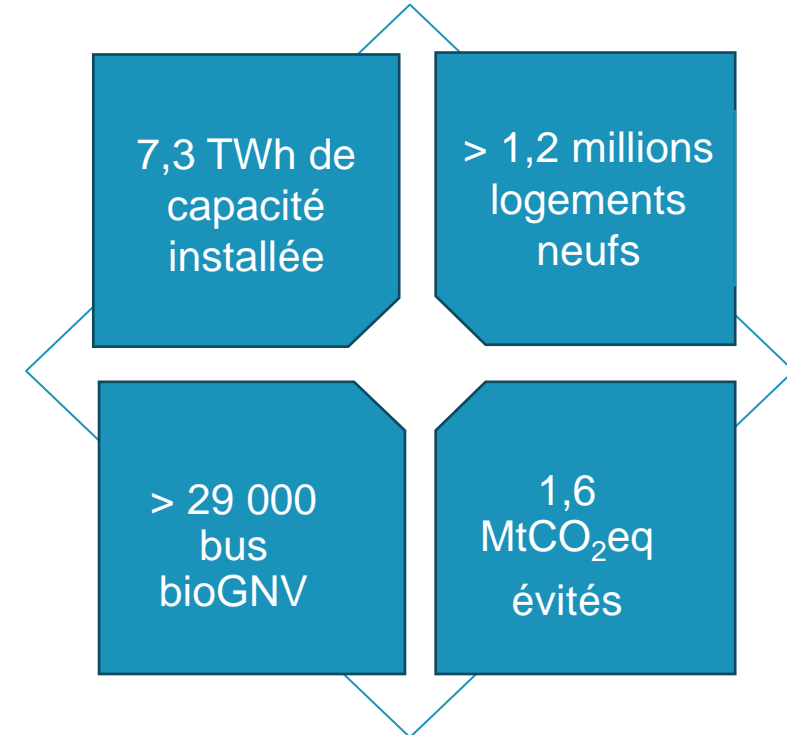 7,3 TWh de
capacité
installée
> 1,2 millions
logements
neufs
> 29 000
bus
bioGNV
1,6
MtCO₂eq
évités